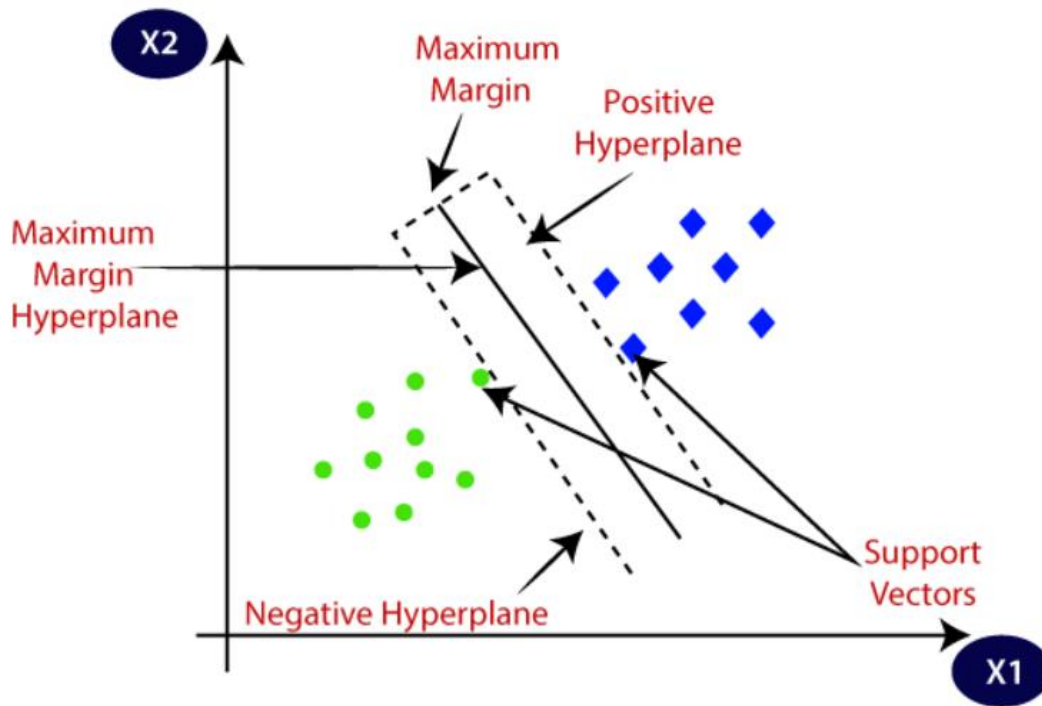 X2
Maximum
Margin
Positive
Hyperplane
Maximum
Margin
Hyperplane
Support
Vectors
Negative Hyperplane
X1